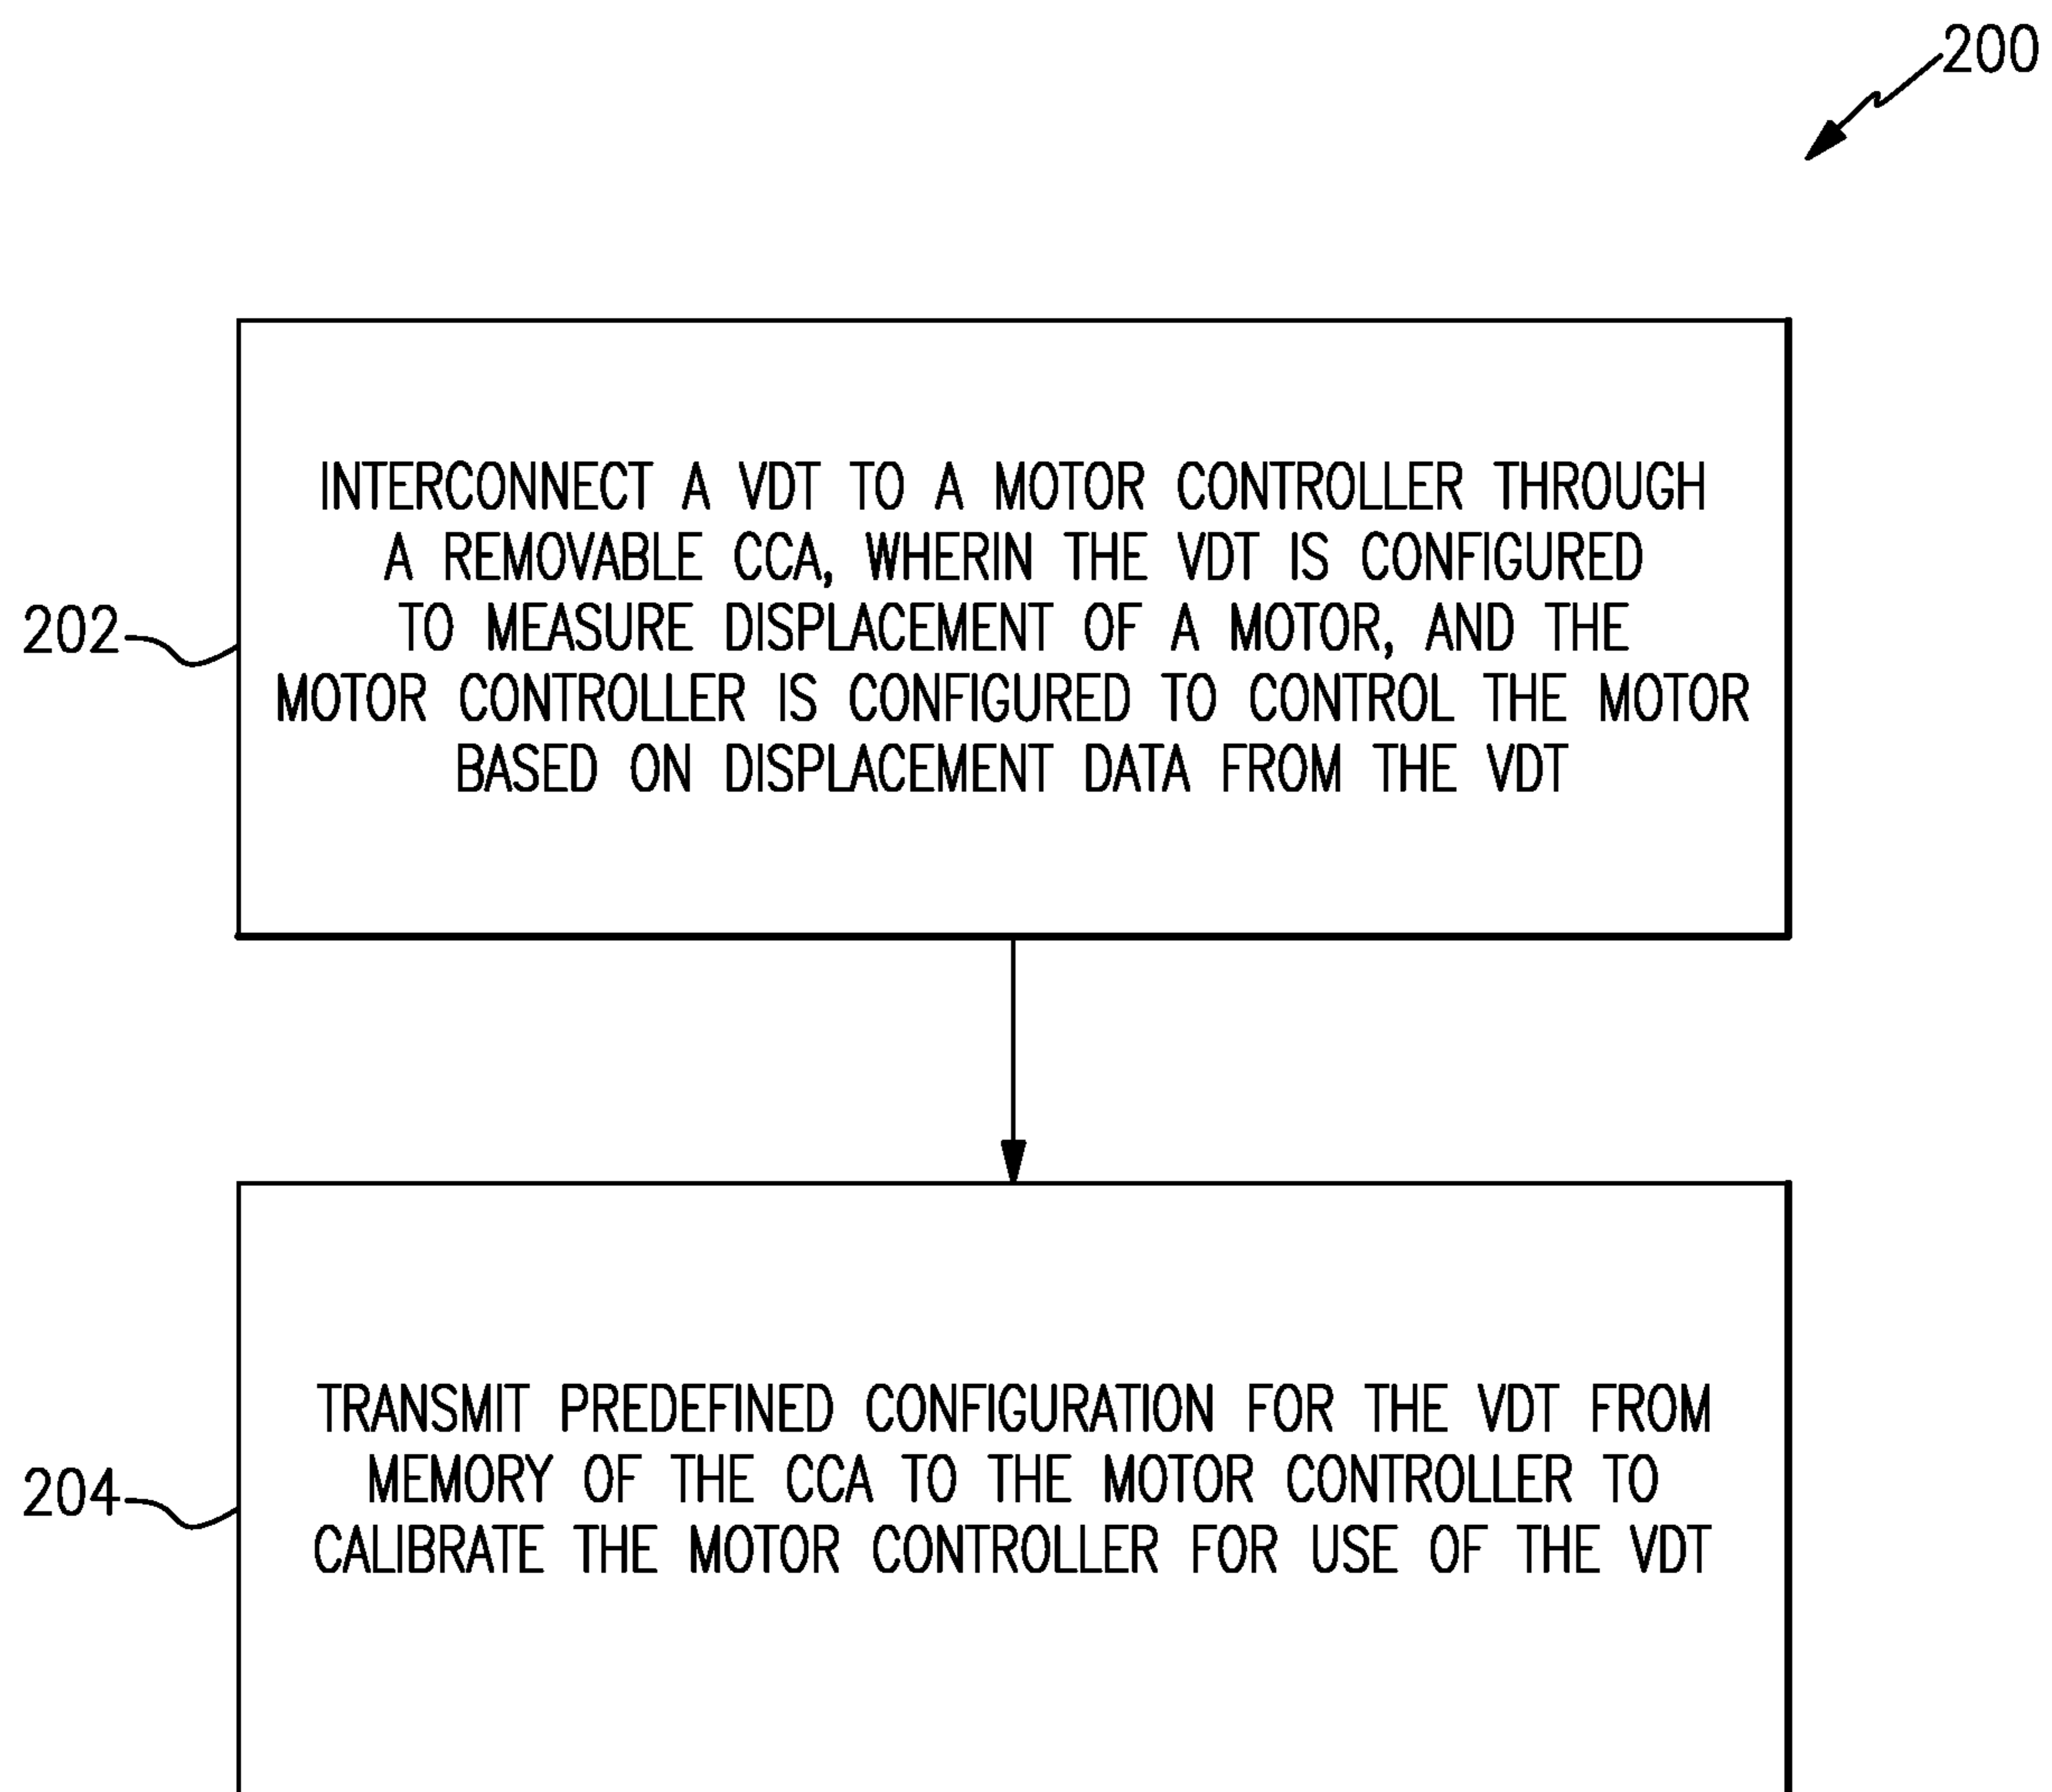 200
INTERCONNECT A VDT TO A MOTOR CONTROLLER THROUGH
A REMOVABLE CCA, WHERIN THE VDT IS CONFIGURED
TO MEASURE DISPLACEMENT OF A MOTOR, AND THE
MOTOR CONTROLLER IS CONFIGURED TO CONTROL THE MOTOR
BASED ON DISPLACEMENT DATA FROM THE VDT
202
TRANSMIT PREDEFINED CONFIGURATION FOR THE VDT FROM
MEMORY OF THE CCA TO THE MOTOR CONTROLLER TO
CALIBRATE THE MOTOR CONTROLLER FOR USE OF THE VDT
204